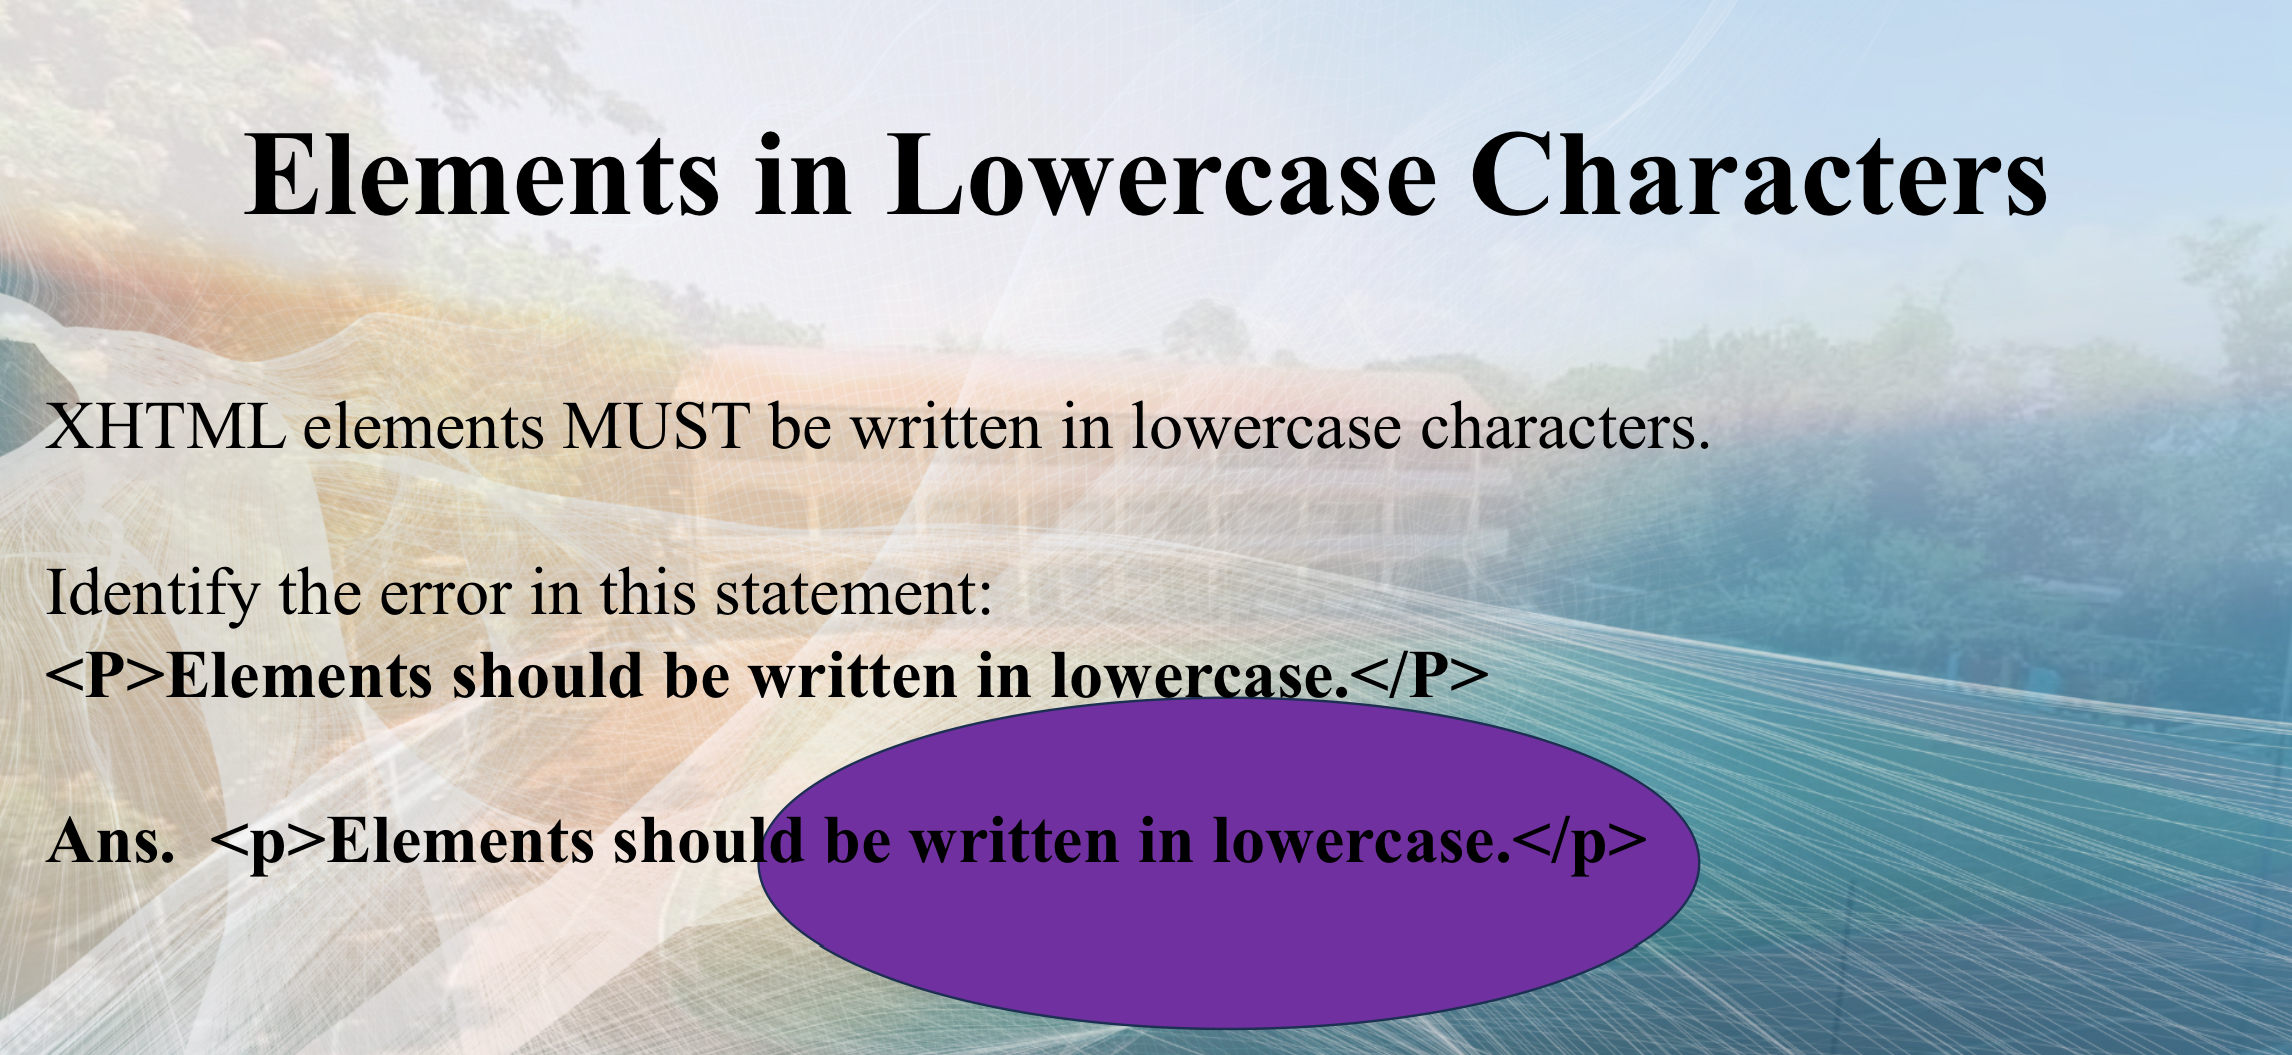 Elements in Lowercase Characters
XHTML elements MUST be written in lowercase characters.
Identify the error in this statement:
<P>Elements should be written in lowercase.</P>
Ans.  <p>Elements should be written in lowercase.</p>